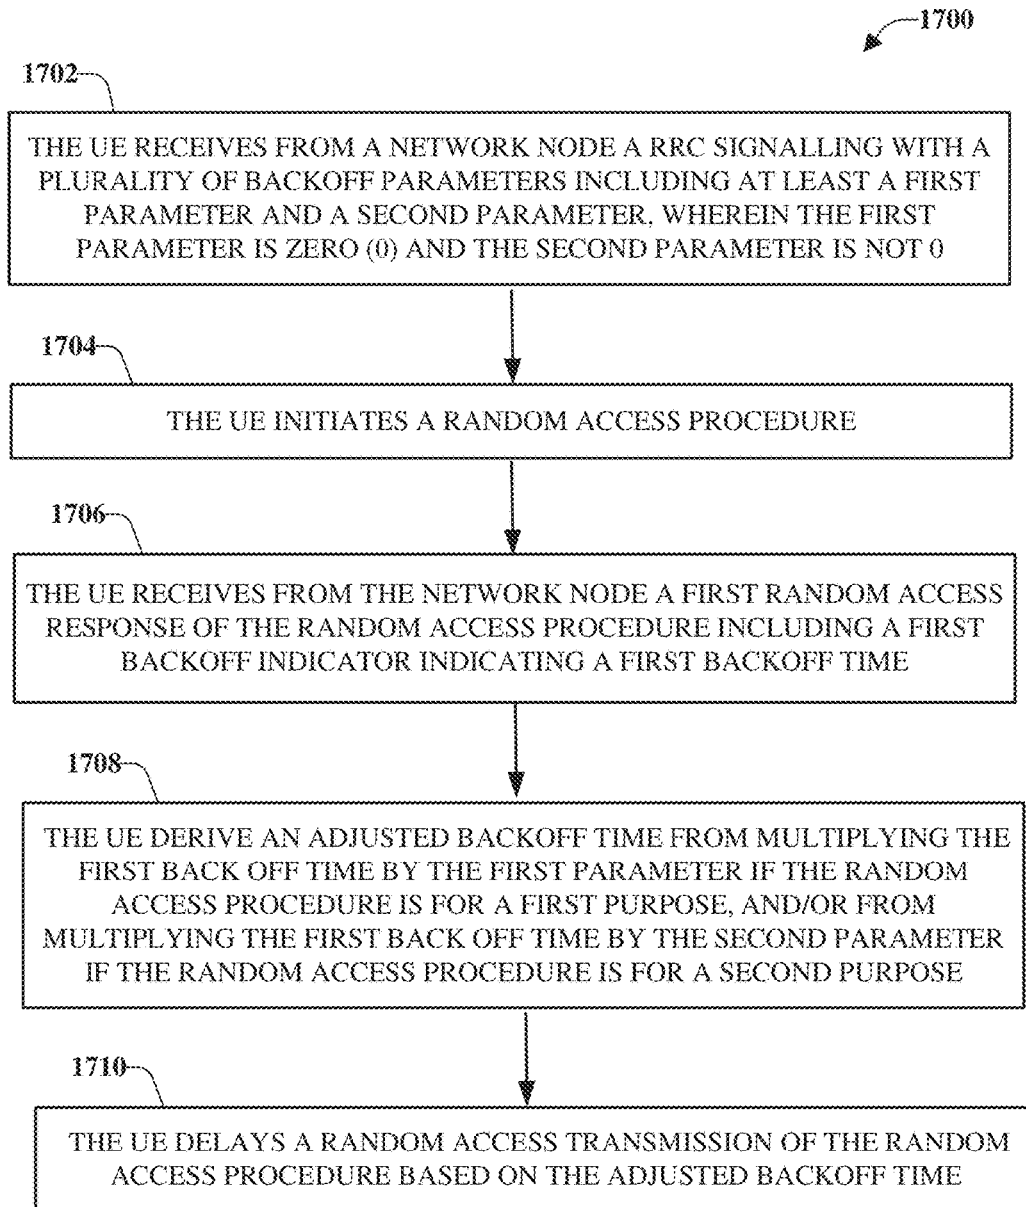 1700
1702
THE UE RECEIVES FROM A NETWORK NODE A RRC SIGNALLING WITH A
PLURALITY OF BACKOFF PARAMETERS INCLUDING AT LEAST A FIRST
PARAMETER AND A SECOND PARAMETER, WHEREIN THE FIRST
PARAMETER IS ZERO (0) AND THE SECOND PARAMETER IS NOT 0
1704
THE UE INITIATES A RANDOM ACCESS PROCEDURE
1706
THE UE RECEIVES FROM THE NETWORK NODE A FIRST RANDOM ACCESS
RESPONSE OF THE RANDOM ACCESS PROCEDURE INCLUDING A FIRST
BACKOFF INDICATOR INDICATING A FIRST BACKOFF TIME
1708
THE UE DERIVE AN ADJUSTED BACKOFF TIME FROM MULTIPLYING THE
FIRST BACK OFF TIME BY THE FIRST PARAMETER IF THE RANDOM
ACCESS PROCEDURE IS FOR A FIRST PURPOSE, AND/OR FROM
MULTIPLYING THE FIRST BACK OFF TIME BY THE SECOND PARAMETER
IF THE RANDOM ACCESS PROCEDURE IS FOR A SECOND PURPOSE
1710
THE UE DELAYS A RANDOM ACCESS TRANSMISSION OF THE RANDOM
ACCESS PROCEDURE BASED ON THE ADJUSTED BACKOFF TIME